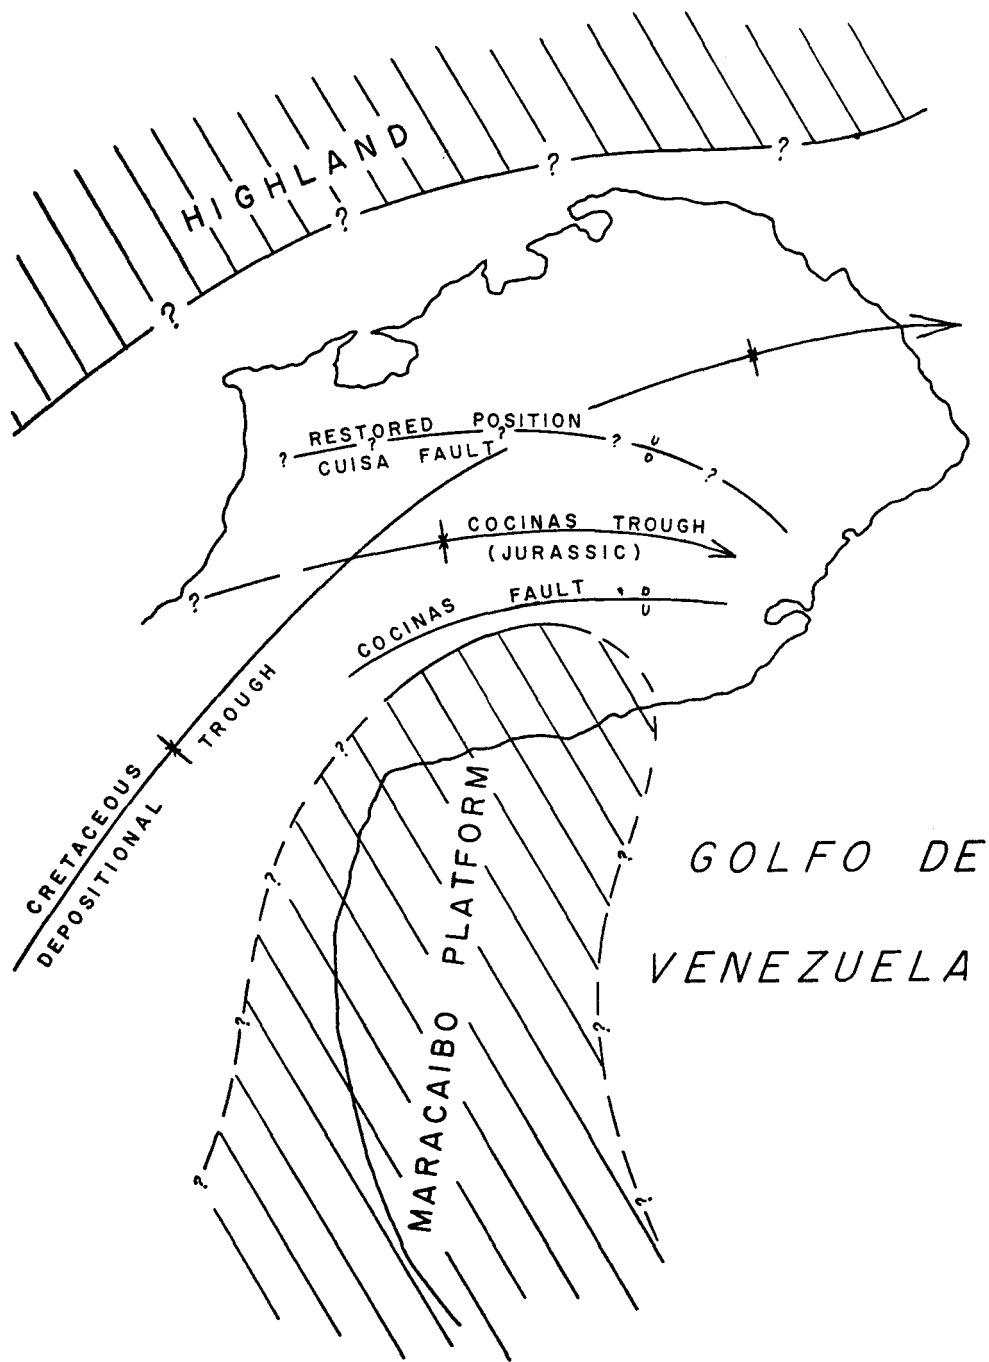 HIGHLAND
?
?
?
?
RESTORED POSITION
? ? ? ? ?
CUISA FAULT
U
D
COCINAS TROUGH
(JURASSIC)
?
COCINAS FAULT
D
U
CRETACEOUS
DEPOSITIONAL TROUGH
?
?
?
?
?
?
?
MARACAIBO PLATFORM
GOLFO DE
VENEZUELA